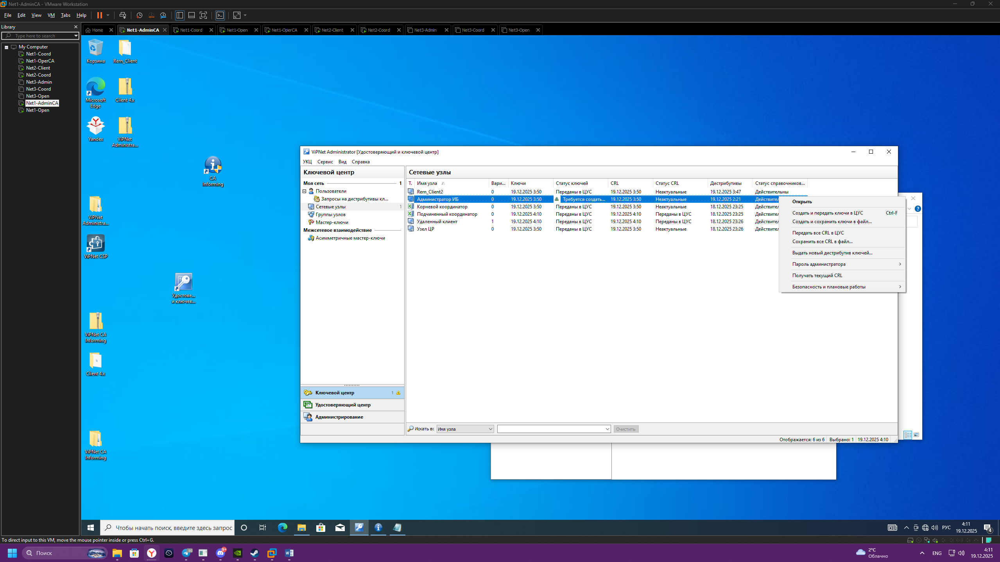 Net1-AdminCA - VMware Workstation
File Edit View VM Tabs Help
Library
Type here to search
My Computer
Net1-Coord
Net1-OperCA
Net2-Client
Net2-Coord
Net3-Admin
Net3-Coord
Net3-Open
Net1-AdminCA
Net1-Open
Home Net1-AdminCA Net1-Coord Net1-Open Net1-OperCA Net2-Client Net2-Coord Net3-Admin Net3-Coord Net3-Open
Корзина
Rem_Client
Microsoft
Edge
Client 4.x
Yandex
ViPNet
Administra...
CA
Informing
ViPNet
Administra...
ViPNet CSP
Удостове...
и ключев...
ViPNet CA
Informing
Client 4.x
ViPNet CA
Informing
ViPNet Administrator [Удостоверяющий и ключевой центр]
УКЦ Сервис Вид Справка
Ключевой центр
Моя сеть 1
Пользователи
Запросы на дистрибутивы кл...
Сетевые узлы 1
Группы узлов
Мастер-ключи
Межсетевое взаимодействие
Асимметричные мастер-ключи
Ключевой центр 1
Удостоверяющий центр
Администрирование
Сетевые узлы
Т. Имя узла Вари... Ключи Статус ключей CRL Статус CRL Дистрибутивы Статус справочников...
Rem_Client2 0 19.12.2025 3:50 Переданы в ЦУС 19.12.2025 3:50 Неактуальные 19.12.2025 3:47 Действительны
Администратор ИБ 0 19.12.2025 3:50 Требуется создать... 19.12.2025 3:50 Неактуальные 19.12.2025 2:21 Действител
Корневой координатор 0 19.12.2025 3:50 Переданы в ЦУС 19.12.2025 3:50 Неактуальные 18.12.2025 23:25 Действител
Подчиненный координатор 0 19.12.2025 4:10 Переданы в ЦУС 19.12.2025 4:10 Переданы в ЦУС 18.12.2025 23:25 Действител
Удаленный клиент 1 19.12.2025 4:10 Переданы в ЦУС 19.12.2025 4:10 Переданы в ЦУС 18.12.2025 23:26 Действител
Узел ЦР 0 19.12.2025 3:50 Переданы в ЦУС 19.12.2025 3:50 Неактуальные 18.12.2025 23:26 Действител
Открыть
Создать и передать ключи в ЦУС Ctrl-F
Создать и сохранить ключи в файл...
Передать все CRL в ЦУС
Сохранить все CRL в файл...
Выдать новый дистрибутив ключей...
Пароль администратора
Получать текущий CRL
Безопасность и плановые работы
Искать в: Имя узла Очистить
Отображается: 6 из 6 Выбрано: 1 19.12.2025 4:10
Чтобы начать поиск, введите здесь запрос
РУС
4:11
19.12.2025
4
To direct input to this VM, move the mouse pointer inside or press Ctrl+G.
Поиск
90
9+
2°C
Облачно
ENG
4:11
19.12.2025